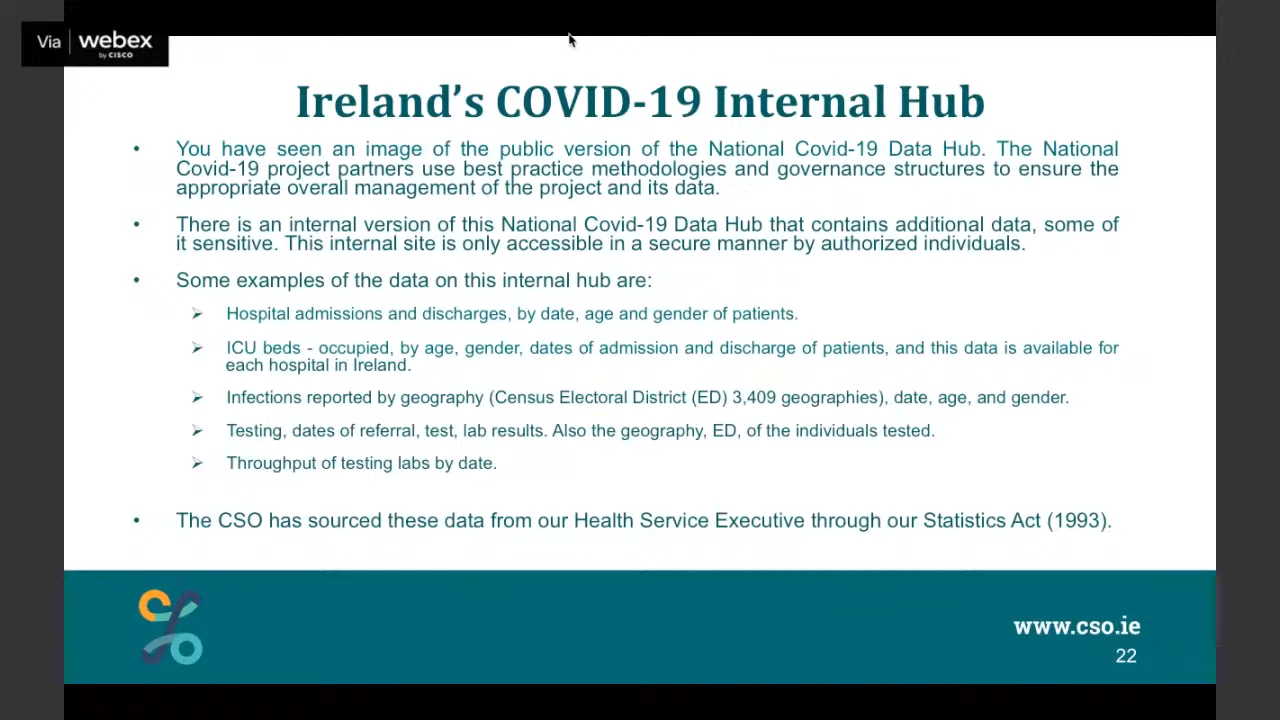 Via webex
by CISCO
Ireland’s COVID-19 Internal Hub
• You have seen an image of the public version of the National Covid-19 Data Hub. The National
Covid-19 project partners use best practice methodologies and governance structures to ensure the
appropriate overall management of the project and its data.
• There is an internal version of this National Covid-19 Data Hub that contains additional data, some of
it sensitive. This internal site is only accessible in a secure manner by authorized individuals.
• Some examples of the data on this internal hub are:
➢ Hospital admissions and discharges, by date, age and gender of patients.
➢ ICU beds - occupied, by age, gender, dates of admission and discharge of patients, and this data is available for
each hospital in Ireland.
➢ Infections reported by geography (Census Electoral District (ED) 3,409 geographies), date, age, and gender.
➢ Testing, dates of referral, test, lab results. Also the geography, ED, of the individuals tested.
➢ Throughput of testing labs by date.
• The CSO has sourced these data from our Health Service Executive through our Statistics Act (1993).
www.cso.ie
22